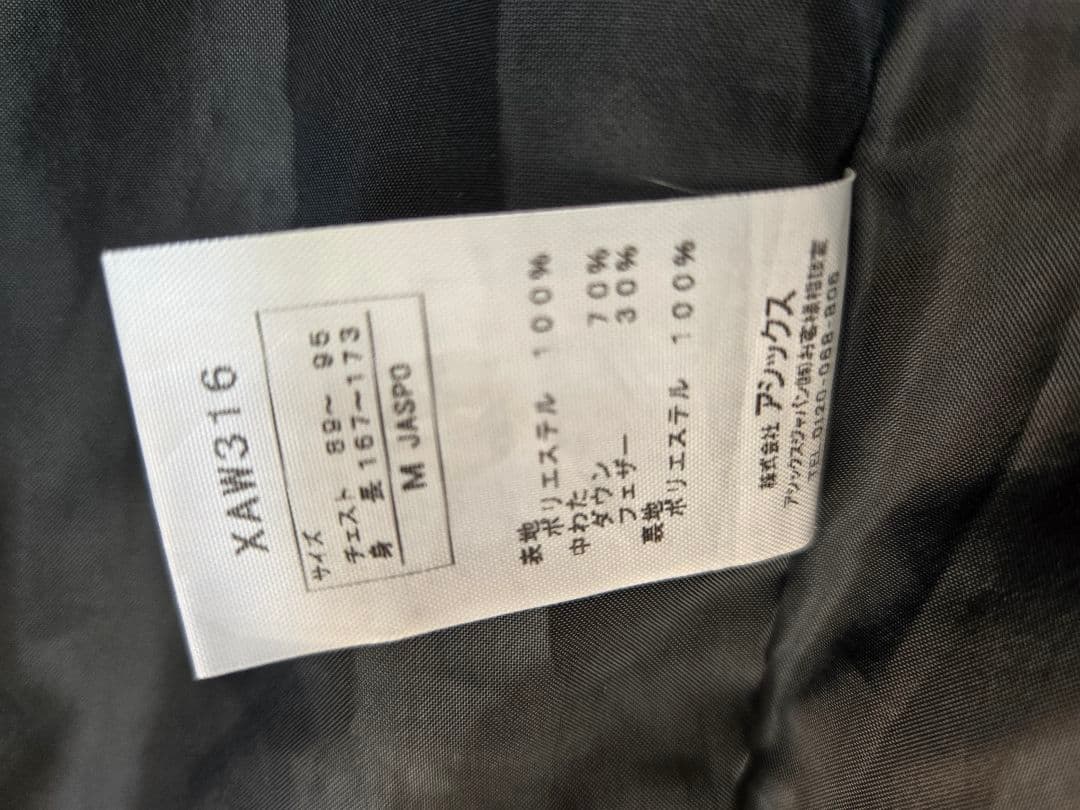 XAW316
サイズ
チェスト 89～ 95
身 長 167～173
M JASPO
表地
ポリエステル 100%
中わた
ダウン 70%
フェザー 30%
裏地
ポリエステル 100%
株式会社 アシックス
アシックスジャパン(株)お客様相談室
TEL.0120-068-806